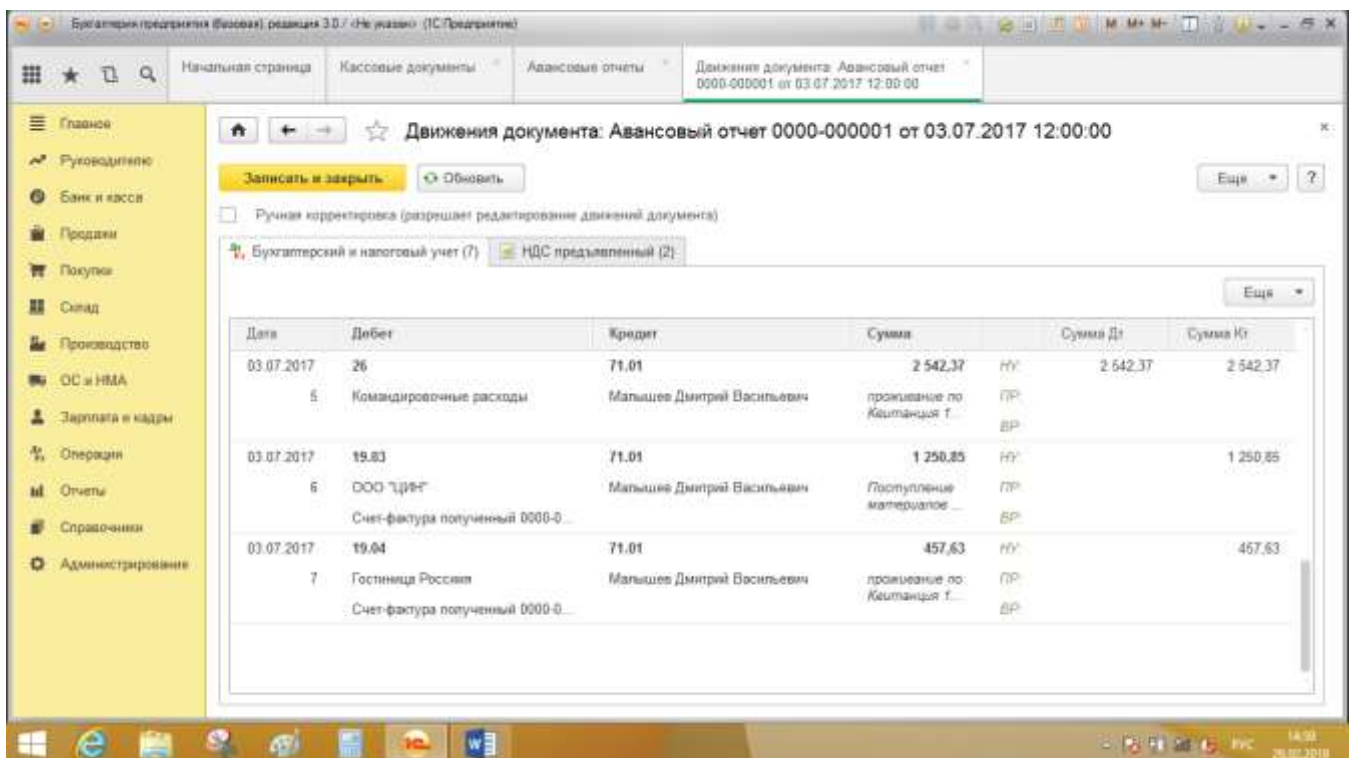 Бухгалтерия предприятия (базовая), редакция 3.0 / <Не указано> (1С:Предприятие)
M M+ M-
Начальная страница
Кассовые документы
Авансовые отчеты
Движения документа: Авансовый отчет
0000-000001 от 03.07.2017 12:00:00
Главное
Руководителю
Банк и касса
Продажи
Покупки
Склад
Производство
ОС и НМА
Зарплата и кадры
Операции
Отчеты
Справочники
Администрирование
Движения документа: Авансовый отчет 0000-000001 от 03.07.2017 12:00:00
Записать и закрыть
Обновить
Еще
?
Ручная корректировка (разрешает редактирование движений документа)
Бухгалтерский и налоговый учет (7)
НДС предъявленный (2)
Еще
Дата Дебет Кредит Сумма Сумма Дт Сумма Кт
03.07.2017 26 71.01 2 542,37 НУ: 2 542,37 2 542,37
5 Командировочные расходы Малышев Дмитрий Васильевич проживание по ПР:
Квитанция 1...
ВР:
03.07.2017 19.03 71.01 1 250,85 НУ: 1 250,85
6 ООО "ЦИН" Малышев Дмитрий Васильевич Поступление ПР:
материалов ...
Счет-фактура полученный 0000-0... ВР:
03.07.2017 19.04 71.01 457,63 НУ: 457,63
7 Гостиница Россия Малышев Дмитрий Васильевич проживание по ПР:
Квитанция 1...
Счет-фактура полученный 0000-0... ВР:
РУС